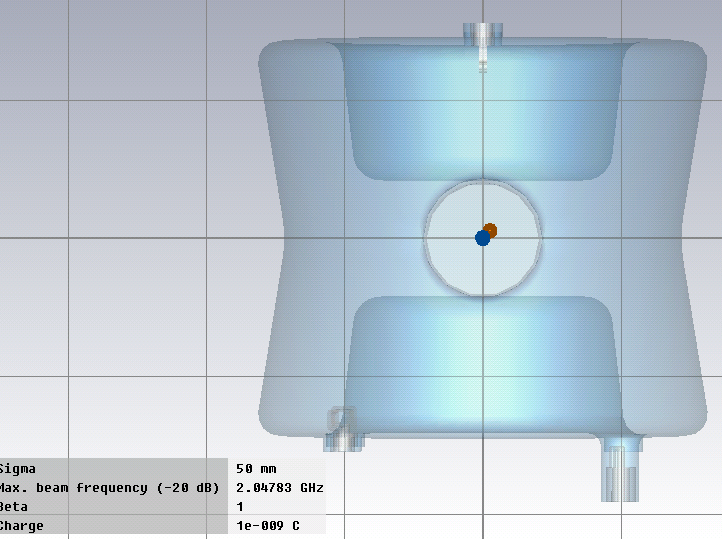 Sigma 50 mm
Max. beam frequency (-20 dB) 2.04783 GHz
Beta 1
Charge 1e-009 C